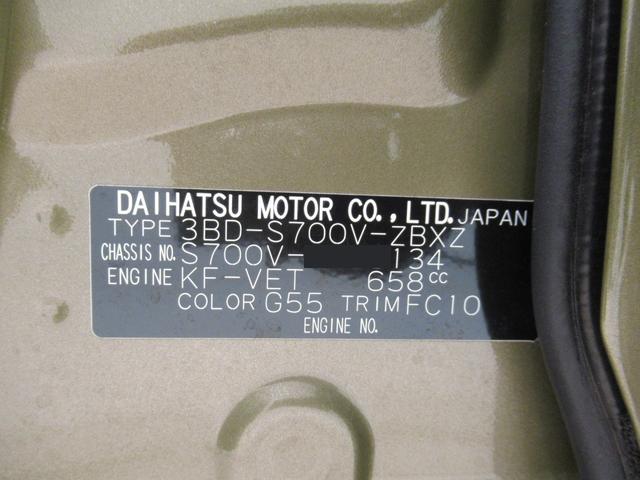 DAIHATSU MOTOR CO., LTD. JAPAN
TYPE 3BD-S700V-ZBXZ
CHASSIS NO. S700V- 134
ENGINE KF-VET 658cc
COLOR G55 TRIM FC10
ENGINE NO.